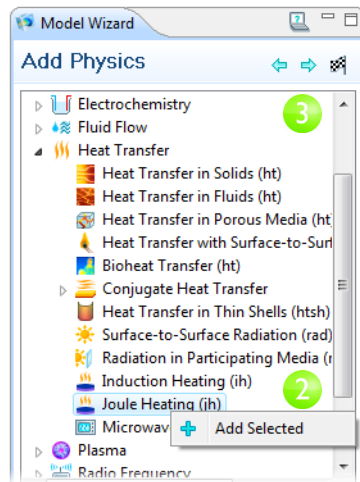 Model Wizard
Add Physics
3
Electrochemistry
Fluid Flow
Heat Transfer
Heat Transfer in Solids (ht)
Heat Transfer in Fluids (ht)
Heat Transfer in Porous Media (ht
Heat Transfer with Surface-to-Surf
Bioheat Transfer (ht)
Conjugate Heat Transfer
Heat Transfer in Thin Shells (htsh)
Surface-to-Surface Radiation (rad)
Radiation in Participating Media (r
Induction Heating (ih)
2
Joule Heating (jh)
Microwav
Add Selected
Plasma
Radio Frequency